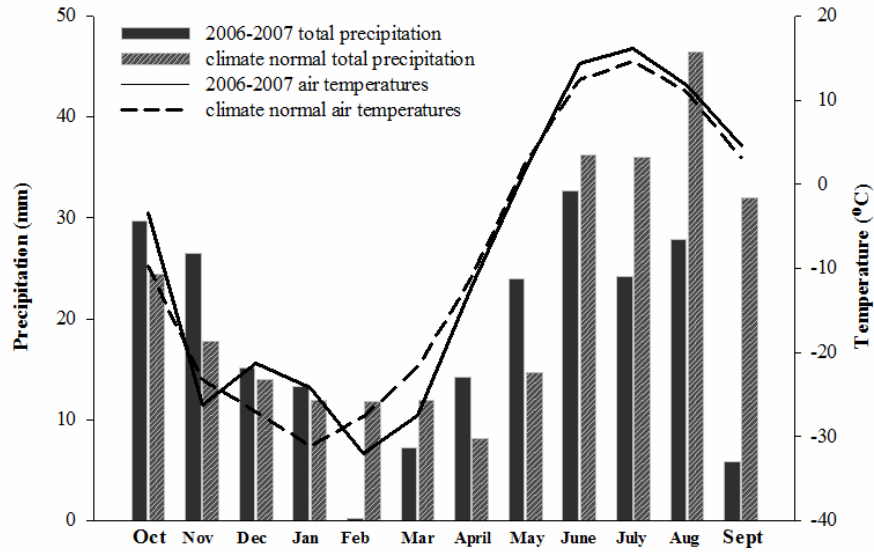 50
40
30
20
10
0
Precipitation (mm)
2006-2007 total precipitation
climate normal total precipitation
2006-2007 air temperatures
climate normal air temperatures
20
10
0
-10
-20
-30
-40
Temperature (⁰C)
Oct Nov Dec Jan Feb Mar April May June July Aug Sept